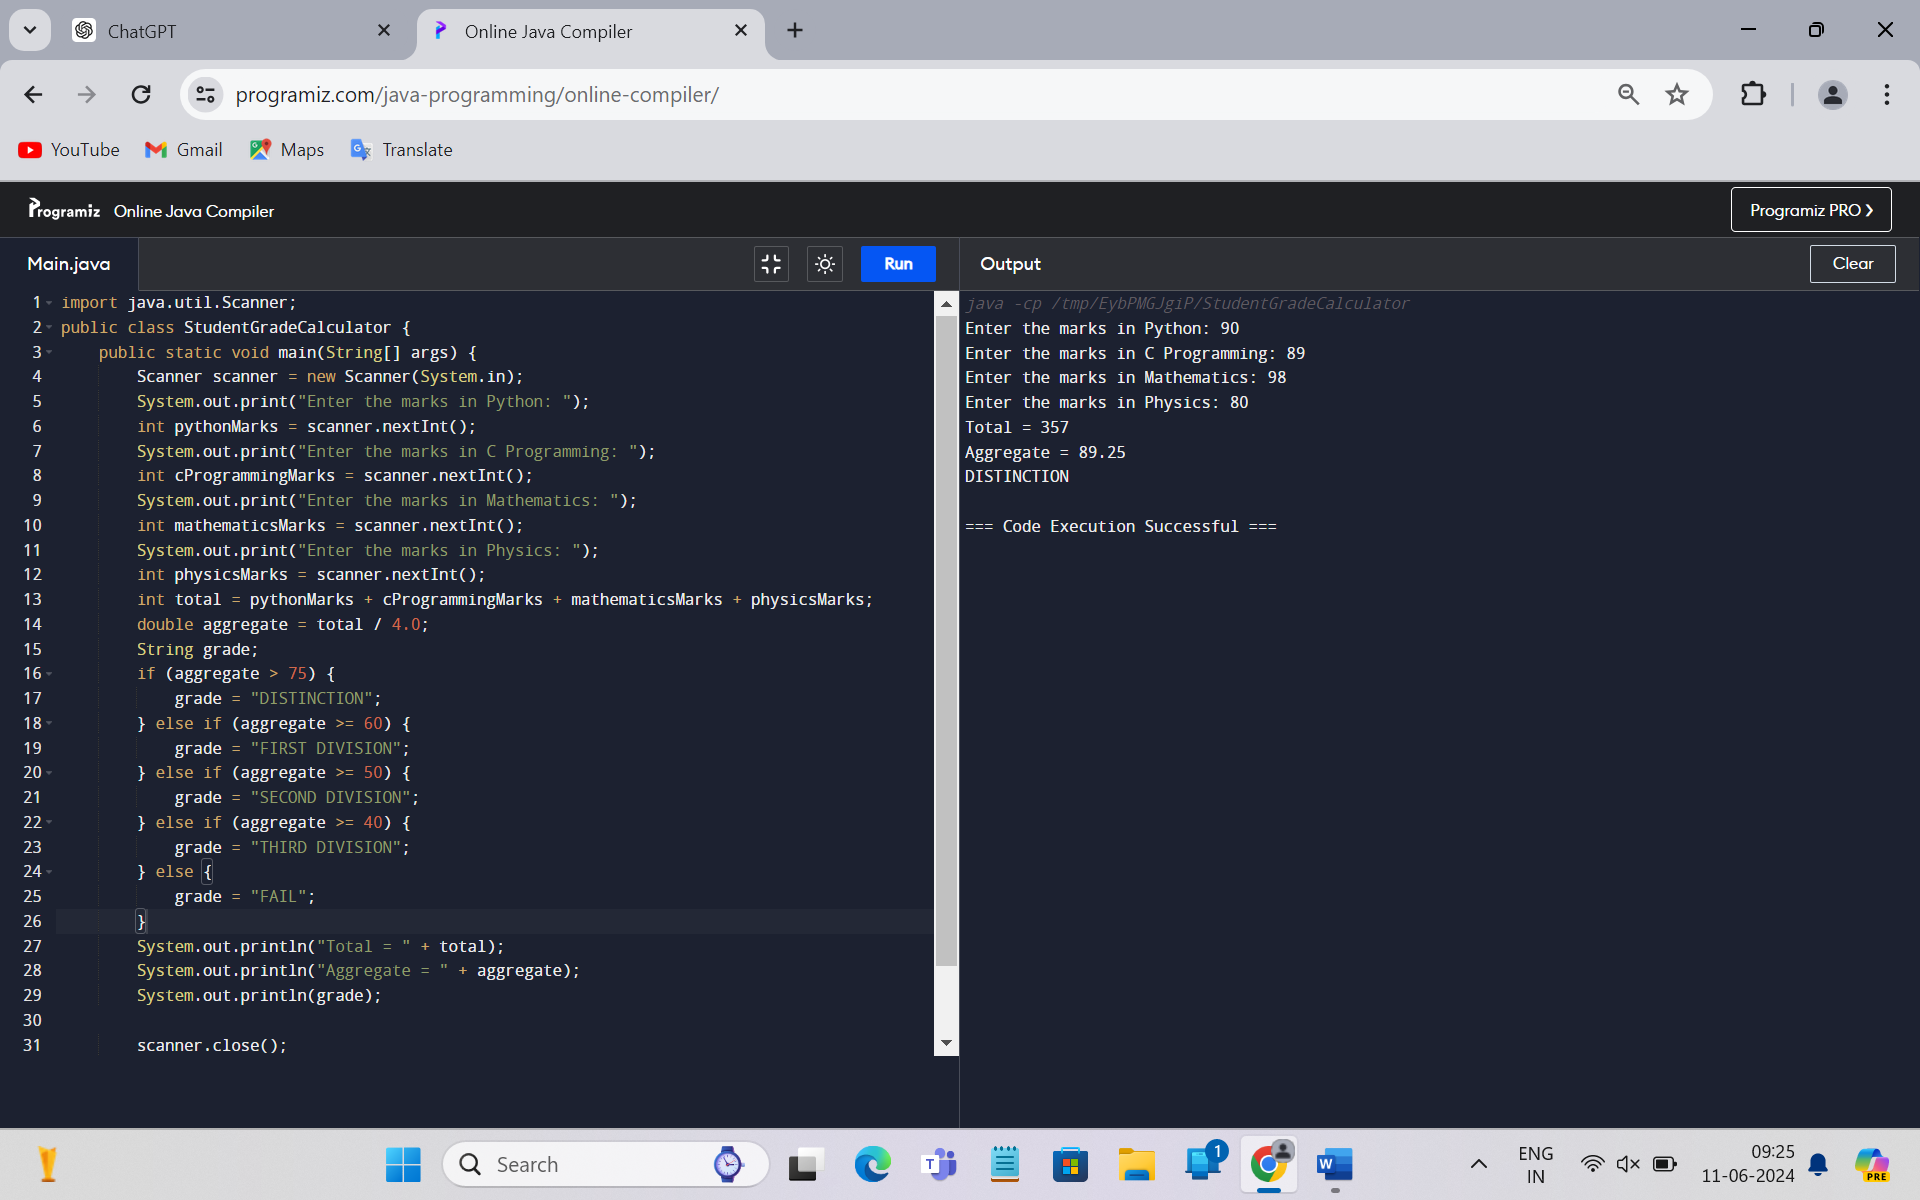 ChatGPT
Online Java Compiler
programiz.com/java-programming/online-compiler/
YouTube
Gmail
Maps
Translate
Programiz
Online Java Compiler
Programiz PRO ❯
Main.java
Run
Output
Clear
1 import java.util.Scanner;
2 public class StudentGradeCalculator {
3     public static void main(String[] args) {
4         Scanner scanner = new Scanner(System.in);
5         System.out.print("Enter the marks in Python: ");
6         int pythonMarks = scanner.nextInt();
7         System.out.print("Enter the marks in C Programming: ");
8         int cProgrammingMarks = scanner.nextInt();
9         System.out.print("Enter the marks in Mathematics: ");
10         int mathematicsMarks = scanner.nextInt();
11         System.out.print("Enter the marks in Physics: ");
12         int physicsMarks = scanner.nextInt();
13         int total = pythonMarks + cProgrammingMarks + mathematicsMarks + physicsMarks;
14         double aggregate = total / 4.0;
15         String grade;
16         if (aggregate > 75) {
17             grade = "DISTINCTION";
18         } else if (aggregate >= 60) {
19             grade = "FIRST DIVISION";
20         } else if (aggregate >= 50) {
21             grade = "SECOND DIVISION";
22         } else if (aggregate >= 40) {
23             grade = "THIRD DIVISION";
24         } else {
25             grade = "FAIL";
26         }
27         System.out.println("Total = " + total);
28         System.out.println("Aggregate = " + aggregate);
29         System.out.println(grade);
30
31         scanner.close();
java -cp /tmp/EybPMGJgiP/StudentGradeCalculator
Enter the marks in Python: 90
Enter the marks in C Programming: 89
Enter the marks in Mathematics: 98
Enter the marks in Physics: 80
Total = 357
Aggregate = 89.25
DISTINCTION
=== Code Execution Successful ===
Search
1
ENG
IN
09:25
11-06-2024
PRE